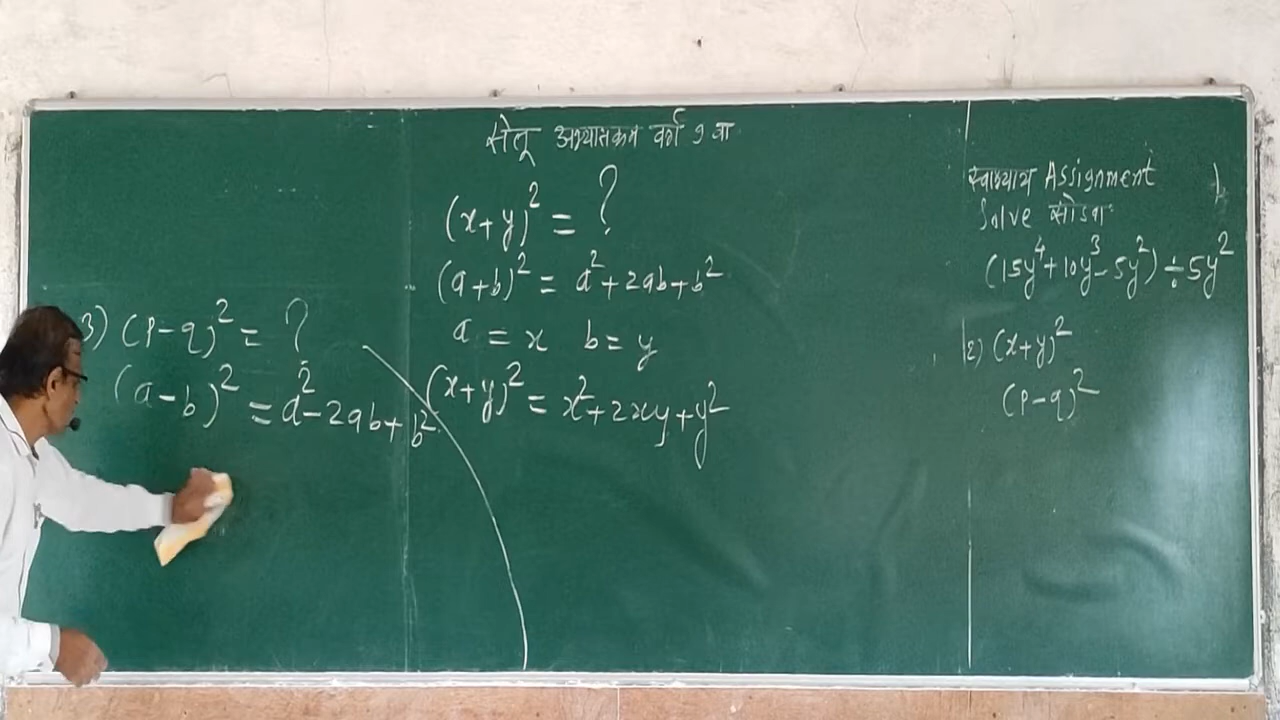 सेतू अभ्यासक्रम वर्ग ९ वा
(x+y)² = ?
(a+b)² = a²+2ab+b²
a = x b = y
(x+y)² = x²+2xy+y²
3) (p-q)² = ?
(a-b)² = a²-2ab+b²
स्वाध्याय Assignment
Solve सोडवा
(15y⁴+10y³-5y²)÷5y²
2) (x+y)²
(p-q)²